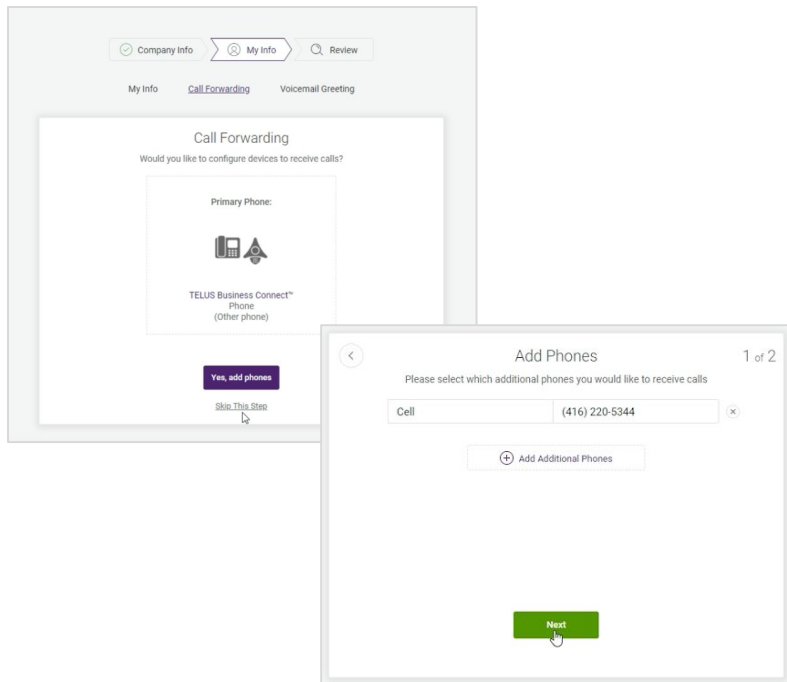 Company Info
My Info
Review
My Info
Call Forwarding
Voicemail Greeting
Call Forwarding
Would you like to configure devices to receive calls?
Primary Phone:
TELUS Business Connect™
Phone
(Other phone)
Yes, add phones
Skip This Step
Add Phones
1 of 2
Please select which additional phones you would like to receive calls
Cell
(416) 220-5344
Add Additional Phones
Next